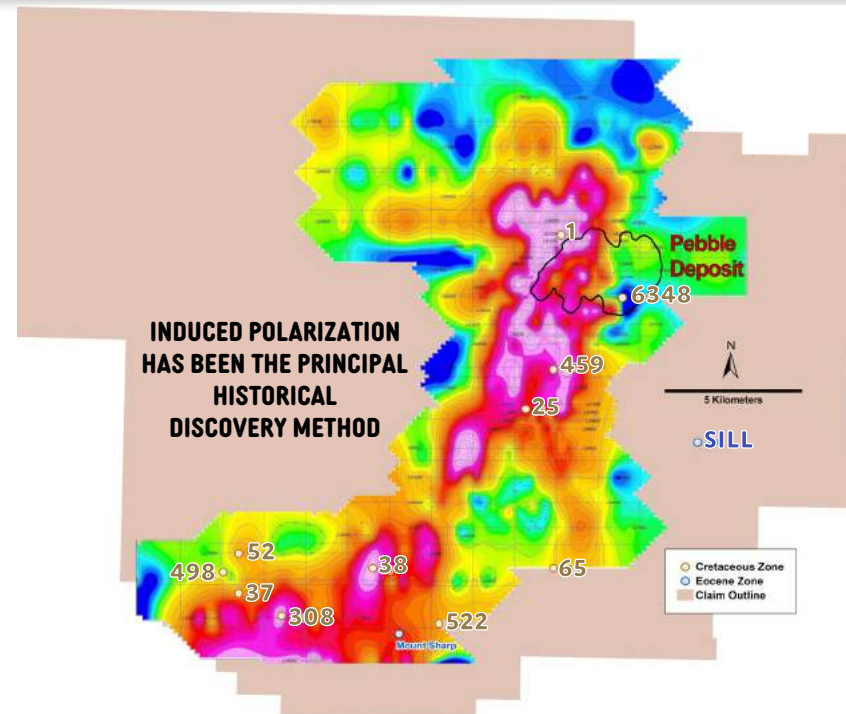 1
Pebble
Deposit
6348
INDUCED POLARIZATION
HAS BEEN THE PRINCIPAL
HISTORICAL
DISCOVERY METHOD
N
459
5 Kilometers
25
SILL
52
498
38
65
Cretaceous Zone
Eocene Zone
Claim Outline
37
308
522
Mount Sharp